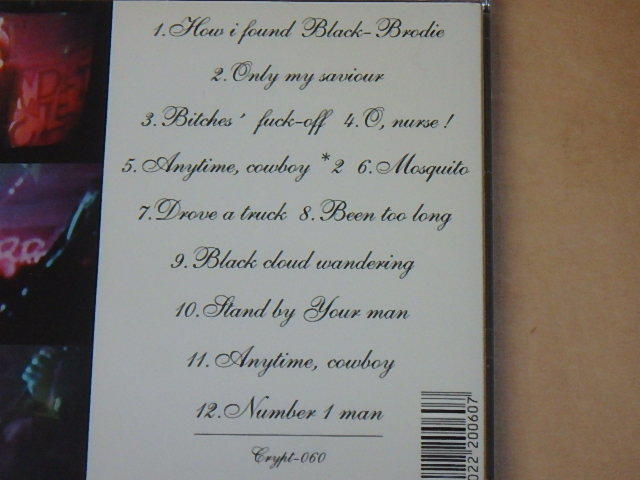 1. How i found Black-Brodie
2. Only my saviour
3. Bitches' fuck-off 4. O, nurse!
5. Anytime, cowboy *2 6. Mosquito
7. Drove a truck 8. Been too long
9. Black cloud wandering
10. Stand by Your man
11. Anytime, cowboy
12. Number 1 man
Crypt-060
022 200607